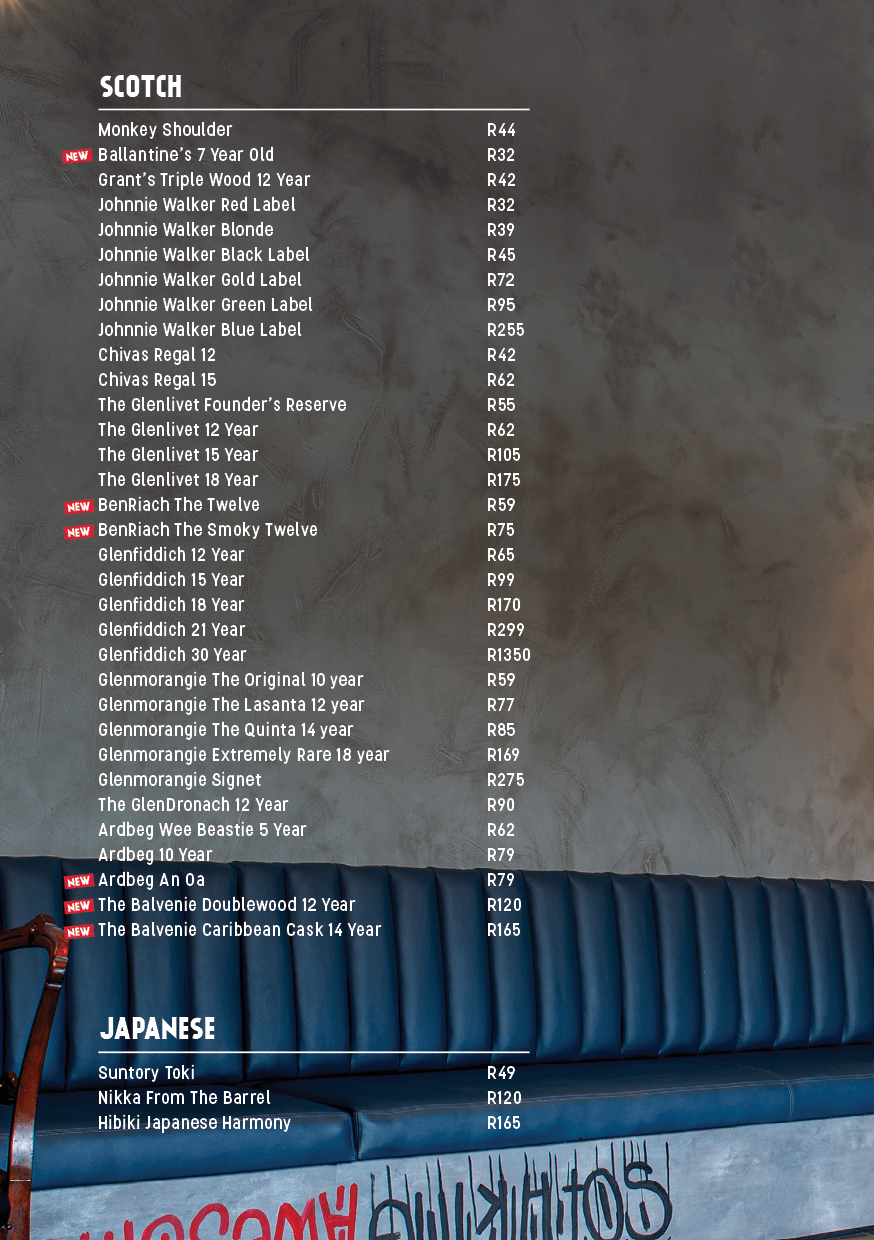 SCOTCH
Monkey Shoulder R44
NEW Ballantine's 7 Year Old R32
Grant's Triple Wood 12 Year R42
Johnnie Walker Red Label R32
Johnnie Walker Blonde R39
Johnnie Walker Black Label R45
Johnnie Walker Gold Label R72
Johnnie Walker Green Label R95
Johnnie Walker Blue Label R255
Chivas Regal 12 R42
Chivas Regal 15 R62
The Glenlivet Founder's Reserve R55
The Glenlivet 12 Year R62
The Glenlivet 15 Year R105
The Glenlivet 18 Year R175
NEW BenRiach The Twelve R59
NEW BenRiach The Smoky Twelve R75
Glenfiddich 12 Year R65
Glenfiddich 15 Year R99
Glenfiddich 18 Year R170
Glenfiddich 21 Year R299
Glenfiddich 30 Year R1350
Glenmorangie The Original 10 year R59
Glenmorangie The Lasanta 12 year R77
Glenmorangie The Quinta 14 year R85
Glenmorangie Extremely Rare 18 year R169
Glenmorangie Signet R275
The GlenDronach 12 Year R90
Ardbeg Wee Beastie 5 Year R62
Ardbeg 10 Year R79
NEW Ardbeg An Oa R79
NEW The Balvenie Doublewood 12 Year R120
NEW The Balvenie Caribbean Cask 14 Year R165
JAPANESE
Suntory Toki R49
Nikka From The Barrel R120
Hibiki Japanese Harmony R165